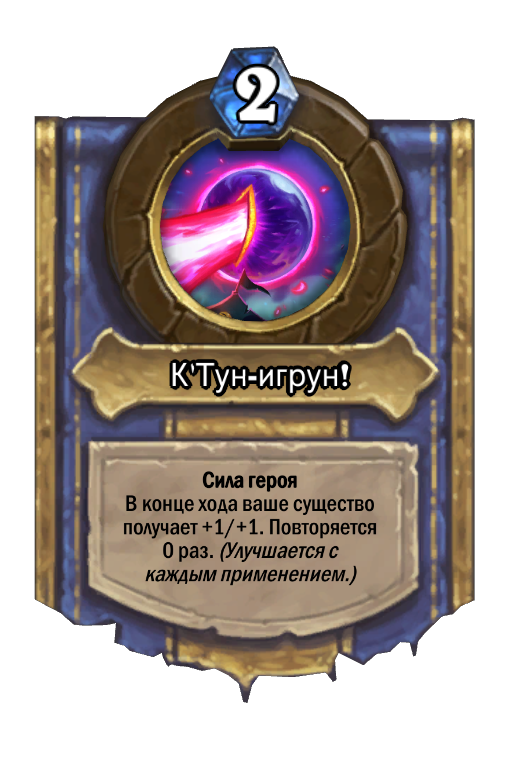 2
К'Тун-игрун!
Сила героя
В конце хода ваше существо
получает +1/+1. Повторяется
0 раз. (Улучшается с
каждым применением.)